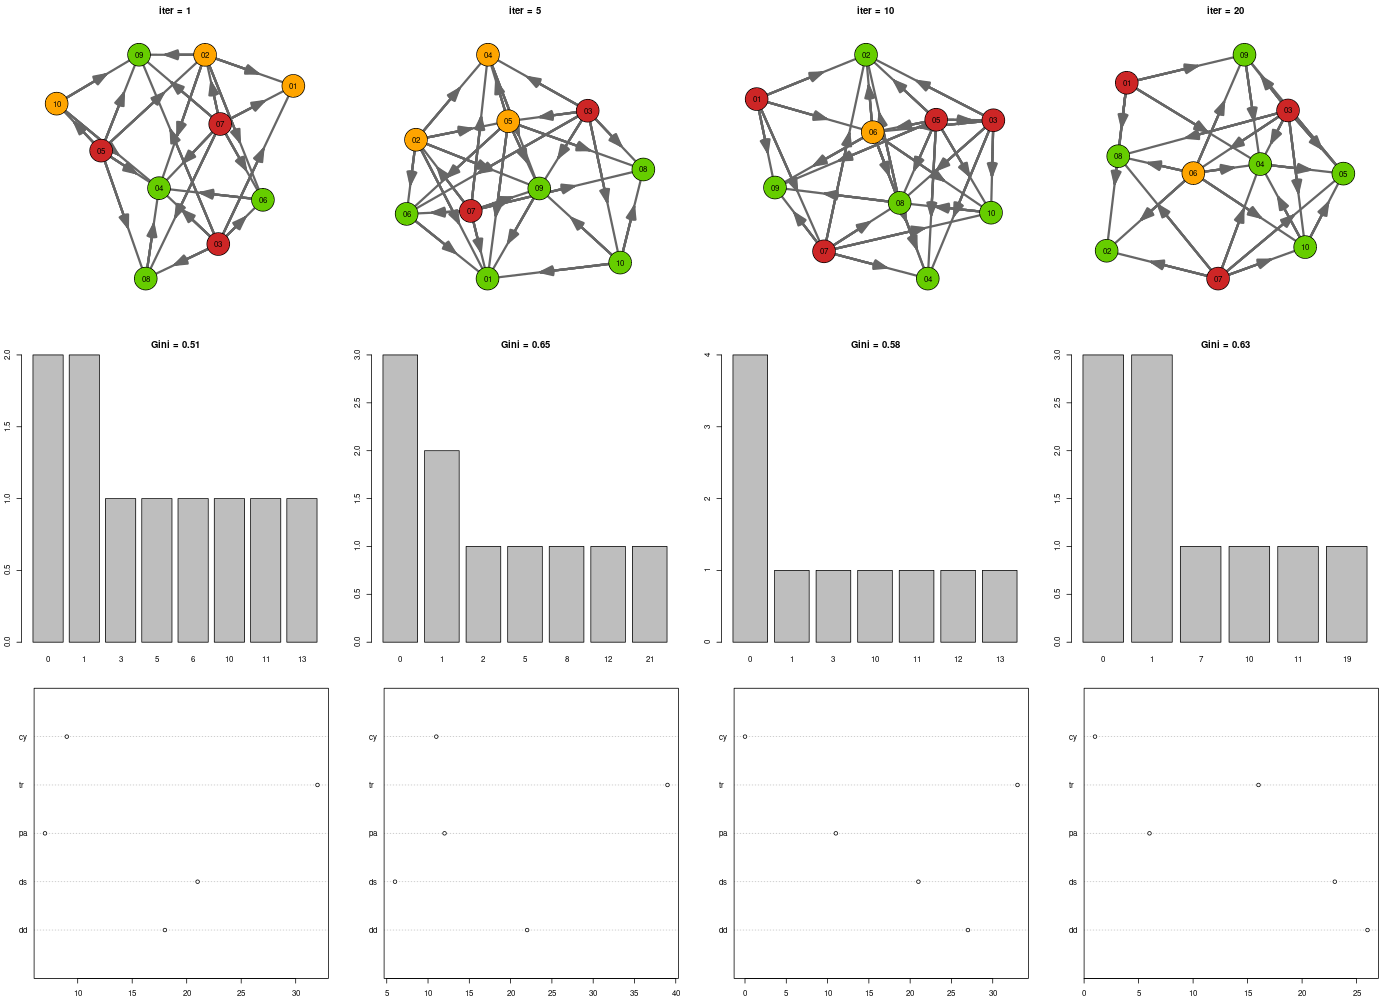 iter = 1
iter = 5
iter = 10
iter = 20
09 02 01 10 07 05 04 06 03 08
04 03 05 02 08 09 06 07 10 01
02 01 05 03 06 09 08 10 07 04
09 01 03 08 04 06 05 02 10 07
Gini = 0.51
0.0 0.5 1.0 1.5 2.0
0 1 3 5 6 10 11 13
Gini = 0.65
0.0 0.5 1.0 1.5 2.0 2.5 3.0
0 1 2 5 8 12 21
Gini = 0.58
0 1 2 3 4
0 1 3 10 11 12 13
Gini = 0.63
0.0 0.5 1.0 1.5 2.0 2.5 3.0
0 1 7 10 11 19
cy
tr
pa
ds
dd
10 15 20 25 30
cy
tr
pa
ds
dd
5 10 15 20 25 30 35 40
cy
tr
pa
ds
dd
0 5 10 15 20 25 30
cy
tr
pa
ds
dd
0 5 10 15 20 25